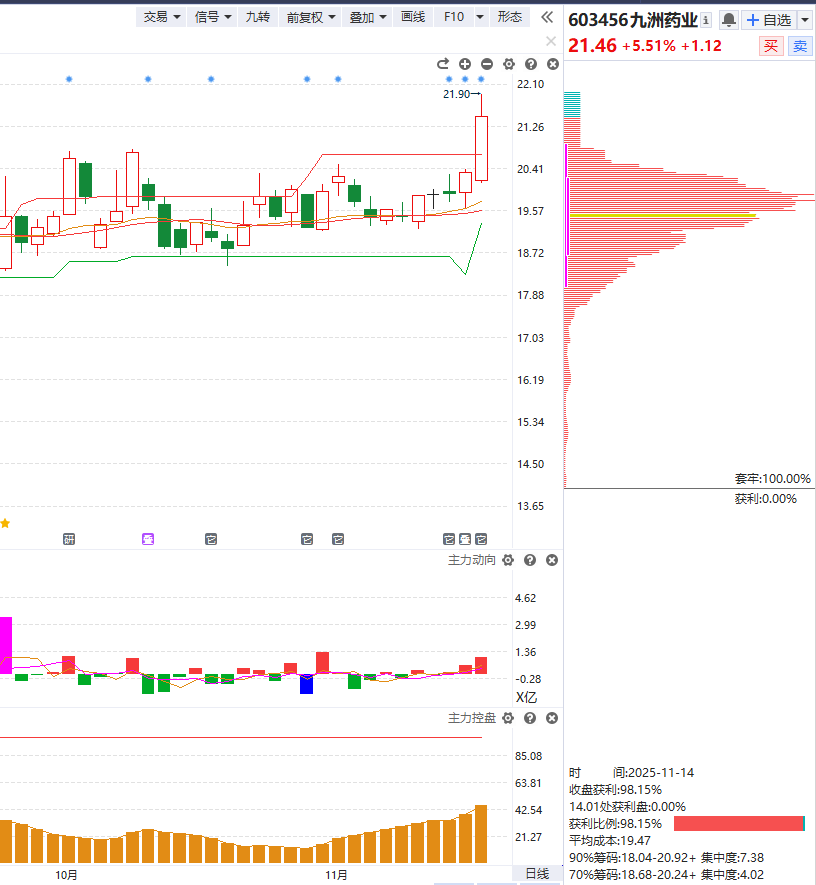 交易 信号 九转 前复权 叠加 画线 F10 形态
603456九洲药业
自选
21.46 +5.51% +1.12
买 卖
22.10
21.90
21.26
20.41
19.57
18.72
17.88
17.03
16.19
15.34
14.50
13.65
套牢:100.00%
获利:0.00%
研
主力动向
4.62
2.99
1.36
-0.28
X亿
主力控盘
85.08
63.81
42.54
21.27
10月 11月 日线
时 间:2025-11-14
收盘获利:98.15%
14.01处获利盘:0.00%
获利比例:98.15%
平均成本:19.47
90%筹码:18.04-20.92+ 集中度:7.38
70%筹码:18.68-20.24+ 集中度:4.02